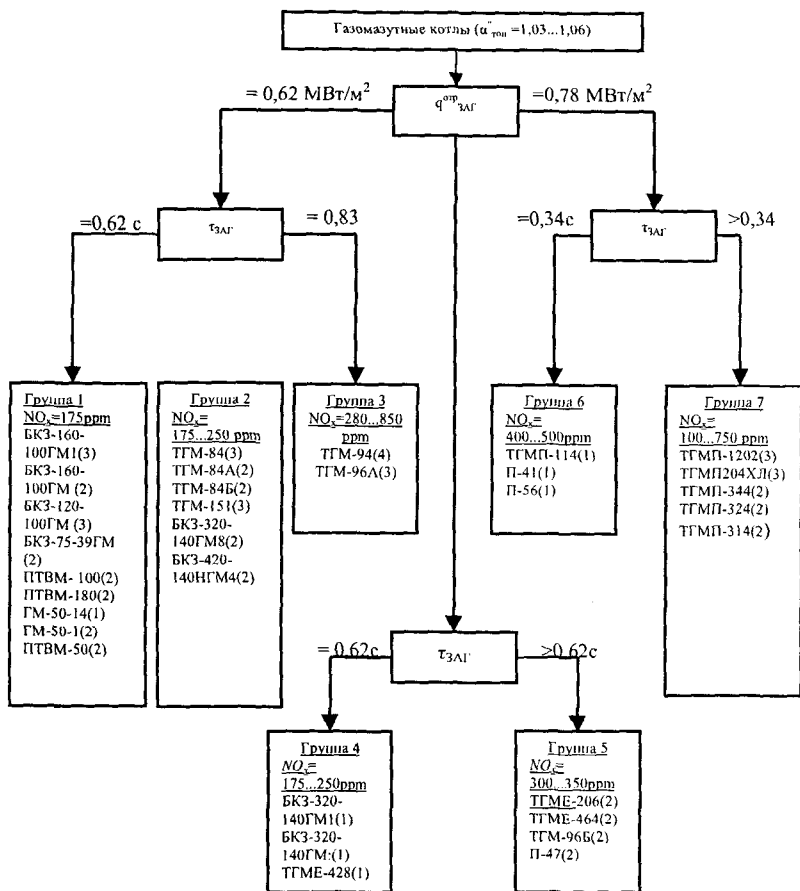 Газомазутные котлы (α″топ =1,03...1,06)
= 0,62 МВт/м²
qотрЗАГ
=0,78 МВт/м²
=0,62 с
τЗАГ
= 0,83
=0,34с
τЗАГ
>0,34
Группа 1
NOx=175ppm
БКЗ-160-
100ГМ1(3)
БКЗ-160-
100ГМ (2)
БКЗ-120-
100ГМ (3)
БКЗ-75-39ГМ
(2)
ПТВМ- 100(2)
ПТВМ-180(2)
ГМ-50-14(1)
ГМ-50-1(2)
ПТВМ-50(2)
Группа 2
NOx=
175...250 ppm
ТГМ-84(3)
ТГМ-84А(2)
ТГМ-84Б(2)
ТГМ-151(3)
БКЗ-320-
140ГМ8(2)
БКЗ-420-
140НГМ4(2)
Группа 3
NOx=280...850
ppm
ТГМ-94(4)
ТГМ-96А(3)
Группа 6
NOx=
400...500ppm
ТГМП-114(1)
П-41(1)
П-56(1)
Группа 7
NOx=
100...750 ppm
ТГМП-1202(3)
ТГМП204ХЛ(3)
ТГМП-344(2)
ТГМП-324(2)
ТГМП-314(2)
= 0,62с
τЗАГ
>0,62с
Группа 4
NOx=
175...250ppm
БКЗ-320-
140ГМ1(1)
БКЗ-320-
140ГМ:(1)
ТГМЕ-428(1)
Группа 5
NOx=
300...350ppm
ТГМЕ-206(2)
ТГМЕ-464(2)
ТГМ-96Б(2)
П-47(2)